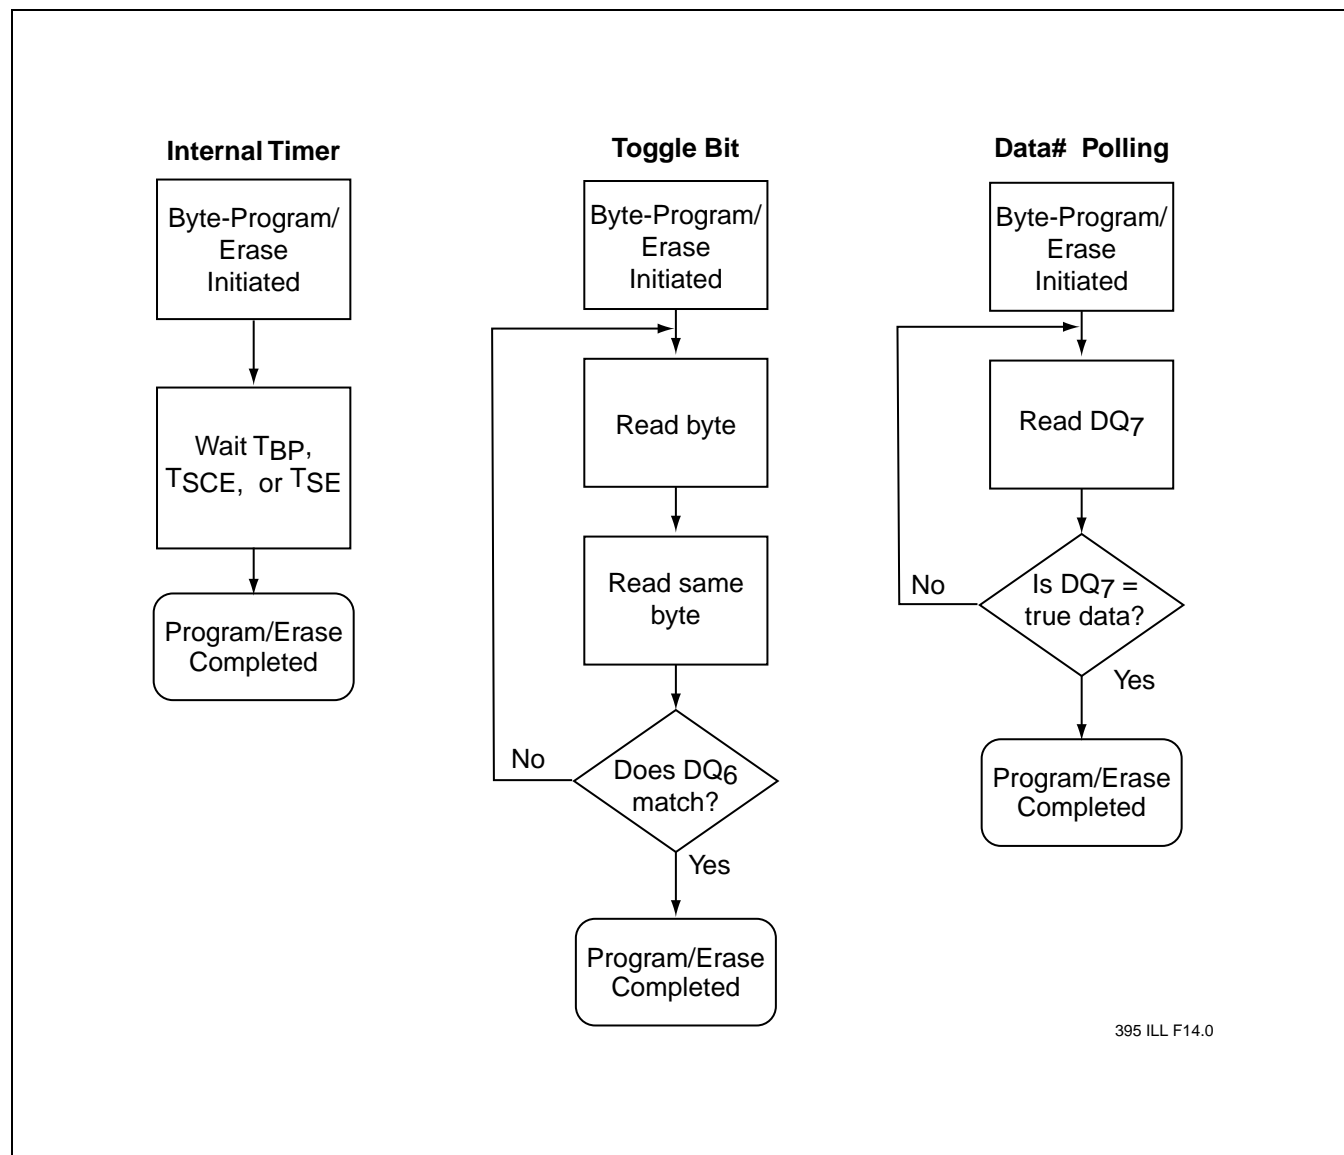 Internal Timer
Byte-Program/
Erase
Initiated
Wait TBP,
TSCE, or TSE
Program/Erase
Completed
Toggle Bit
Byte-Program/
Erase
Initiated
Read byte
Read same
byte
No
Does DQ6
match?
Yes
Program/Erase
Completed
Data# Polling
Byte-Program/
Erase
Initiated
Read DQ7
No
Is DQ7 =
true data?
Yes
Program/Erase
Completed
395 ILL F14.0